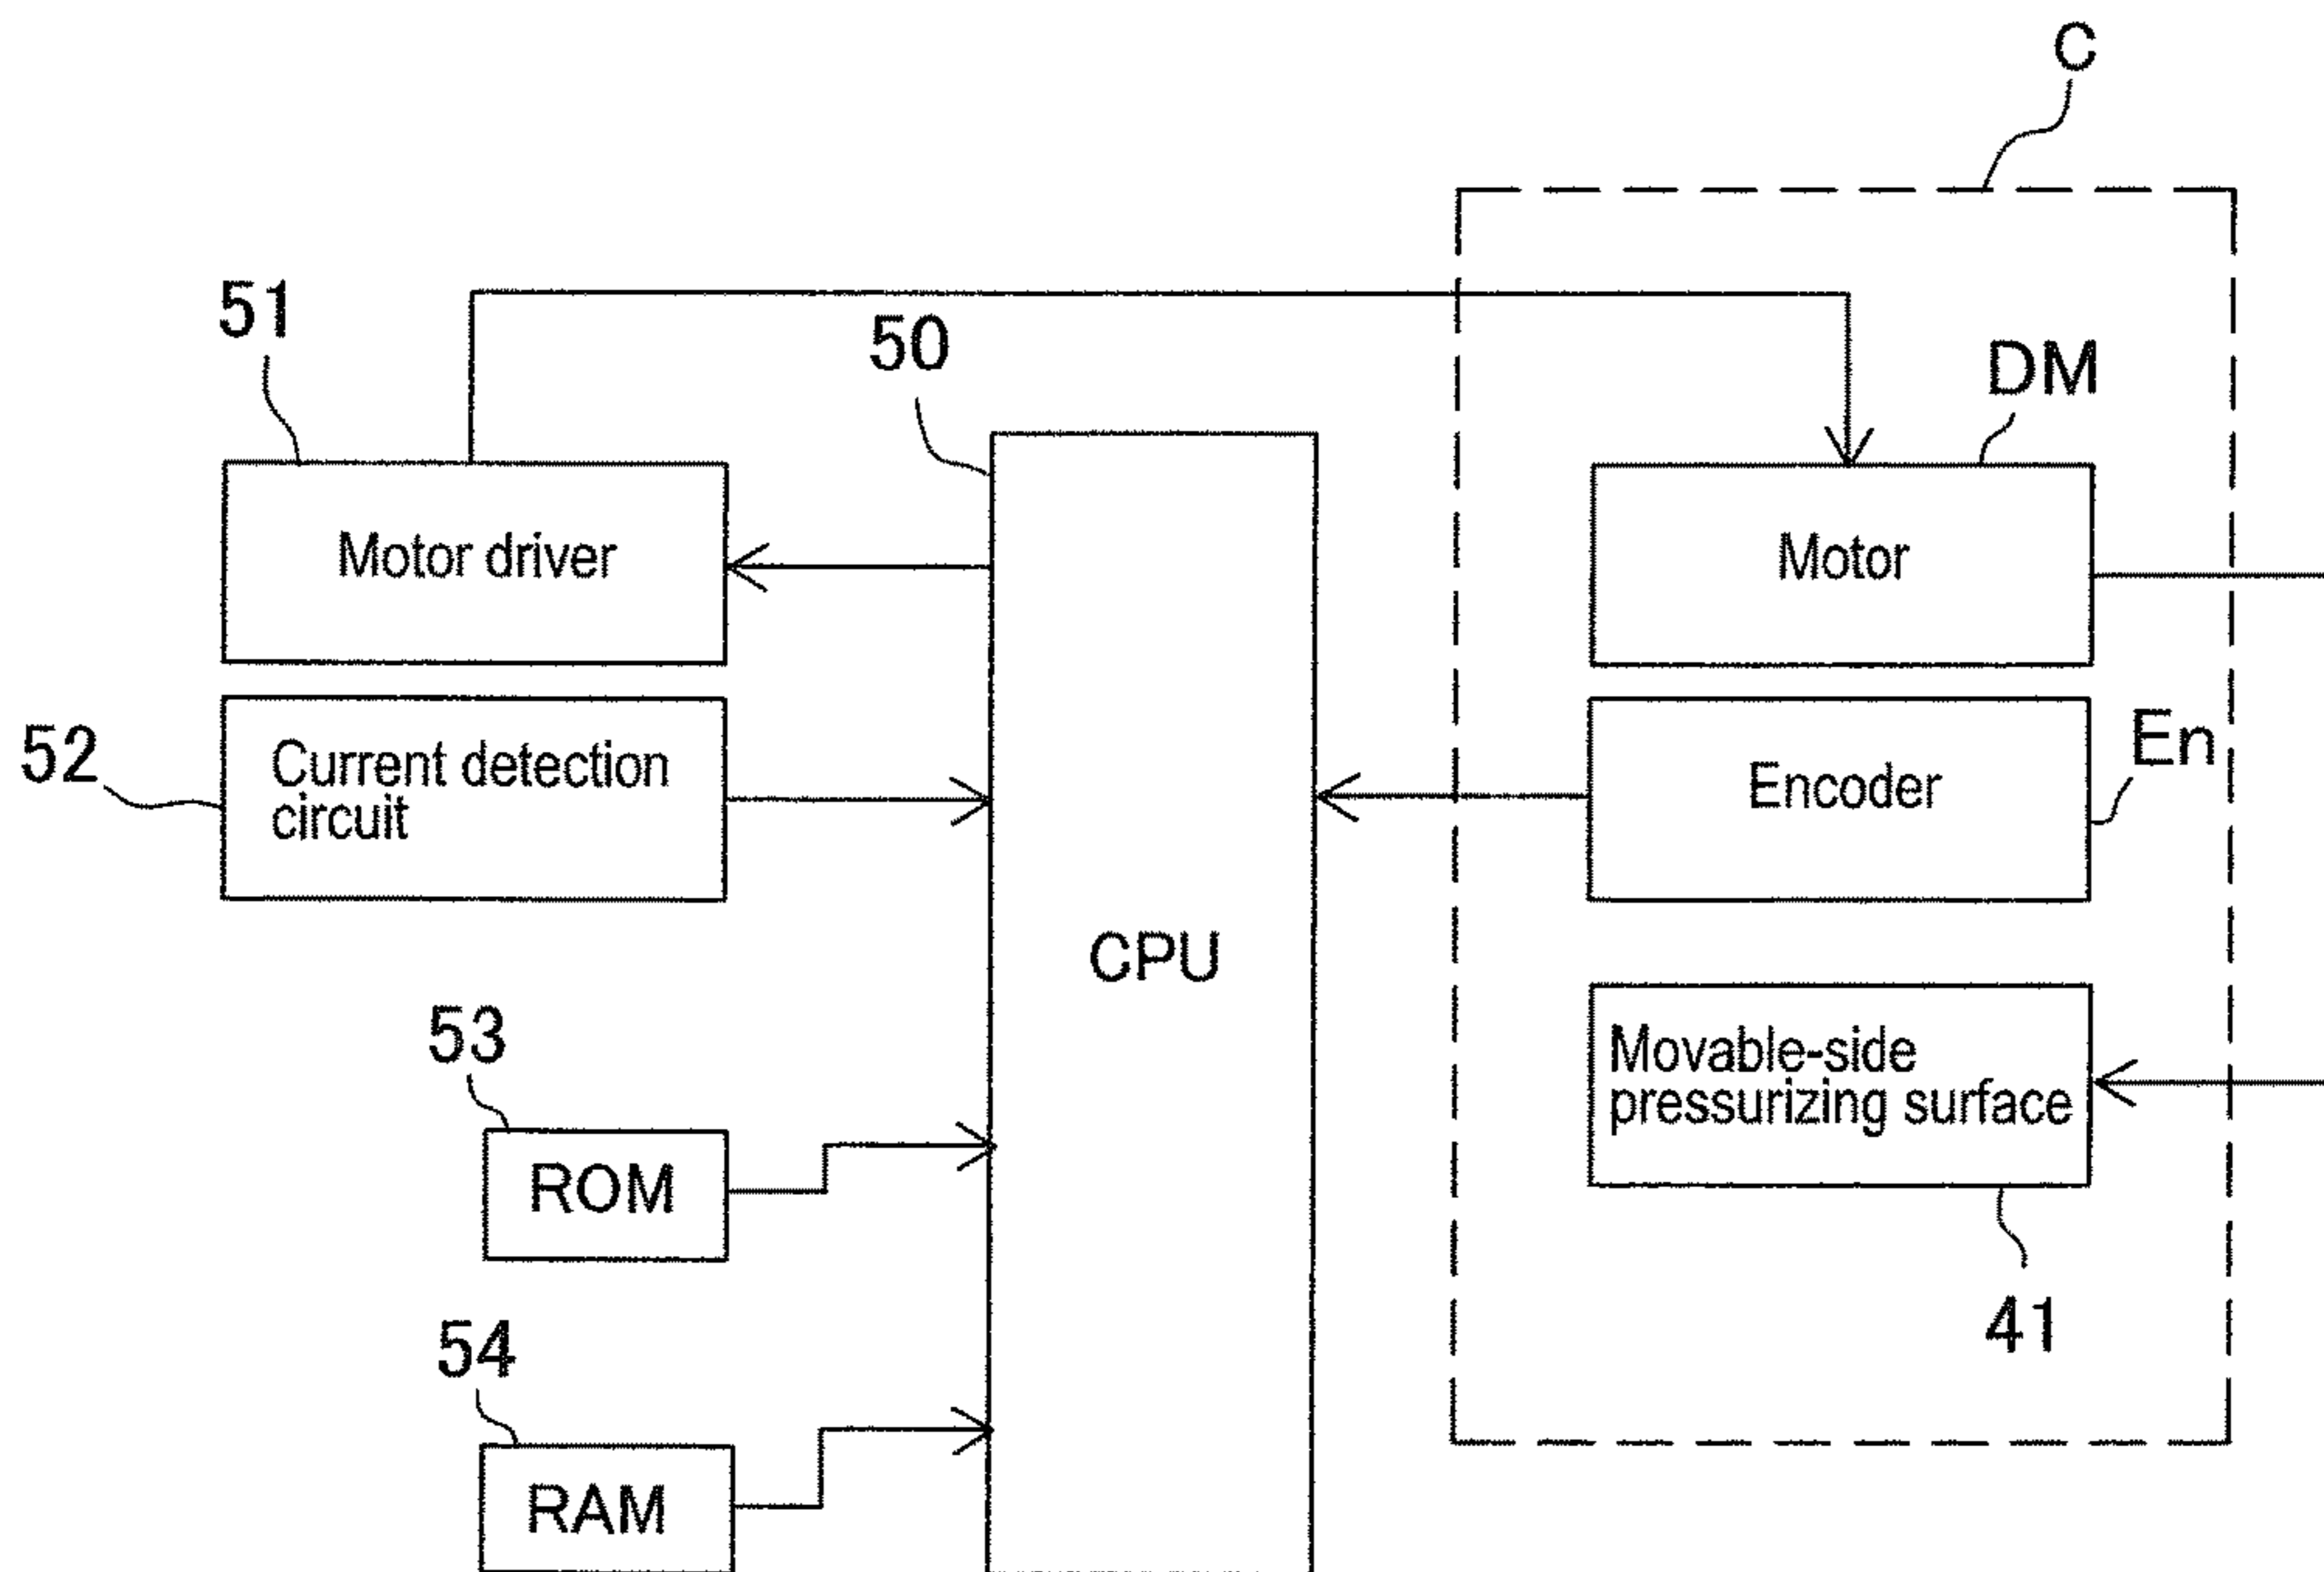 C
51
50
DM
Motor driver
Motor
52
Current detection
circuit
Encoder
En
CPU
53
ROM
Movable-side
pressurizing surface
41
54
RAM